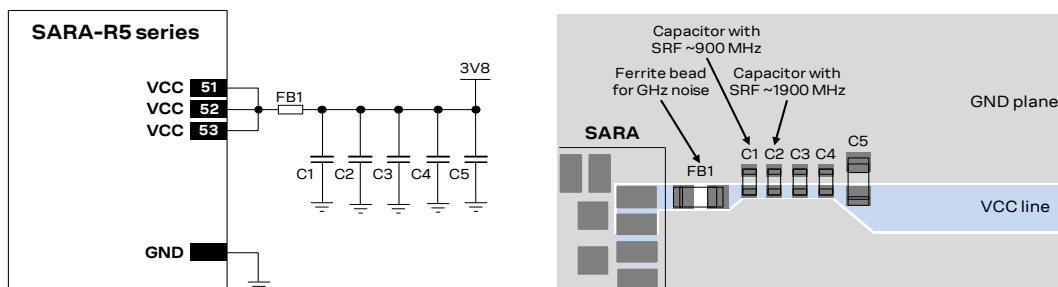 SARA-R5 series
3V8
VCC 51
FB1
VCC 52
VCC 53
C1 C2 C3 C4 C5
GND
Capacitor with
SRF ~900 MHz
Ferrite bead
for GHz noise
Capacitor with
SRF ~1900 MHz
GND plane
SARA
C5
FB1
C1 C2 C3 C4
VCC line